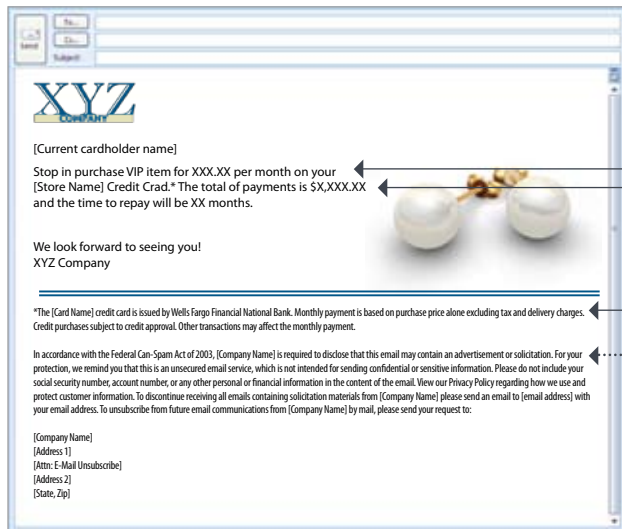 To...
Cc...
Send
Subject:
XYZ
COMPANY
[Current cardholder name]
Stop in purchase VIP item for XXX.XX per month on your
[Store Name] Credit Crad.* The total of payments is $X,XXX.XX
and the time to repay will be XX months.
We look forward to seeing you!
XYZ Company
*The [Card Name] credit card is issued by Wells Fargo Financial National Bank. Monthly payment is based on purchase price alone excluding tax and delivery charges.
Credit purchases subject to credit approval. Other transactions may affect the monthly payment.
In accordance with the Federal Can-Spam Act of 2003, [Company Name] is required to disclose that this email may contain an advertisement or solicitation. For your
protection, we remind you that this is an unsecured email service, which is not intended for sending confidential or sensitive information. Please do not include your
social security number, account number, or any other personal or financial information in the content of the email. View our Privacy Policy regarding how we use and
protect customer information. To discontinue receiving all emails containing solicitation materials from [Company Name] please send an email to [email address] with
your email address. To unsubscribe from future email communications from [Company Name] by mail, please send your request to:
[Company Name]
[Address 1]
[Attn: E-Mail Unsubscribe]
[Address 2]
[State, Zip]